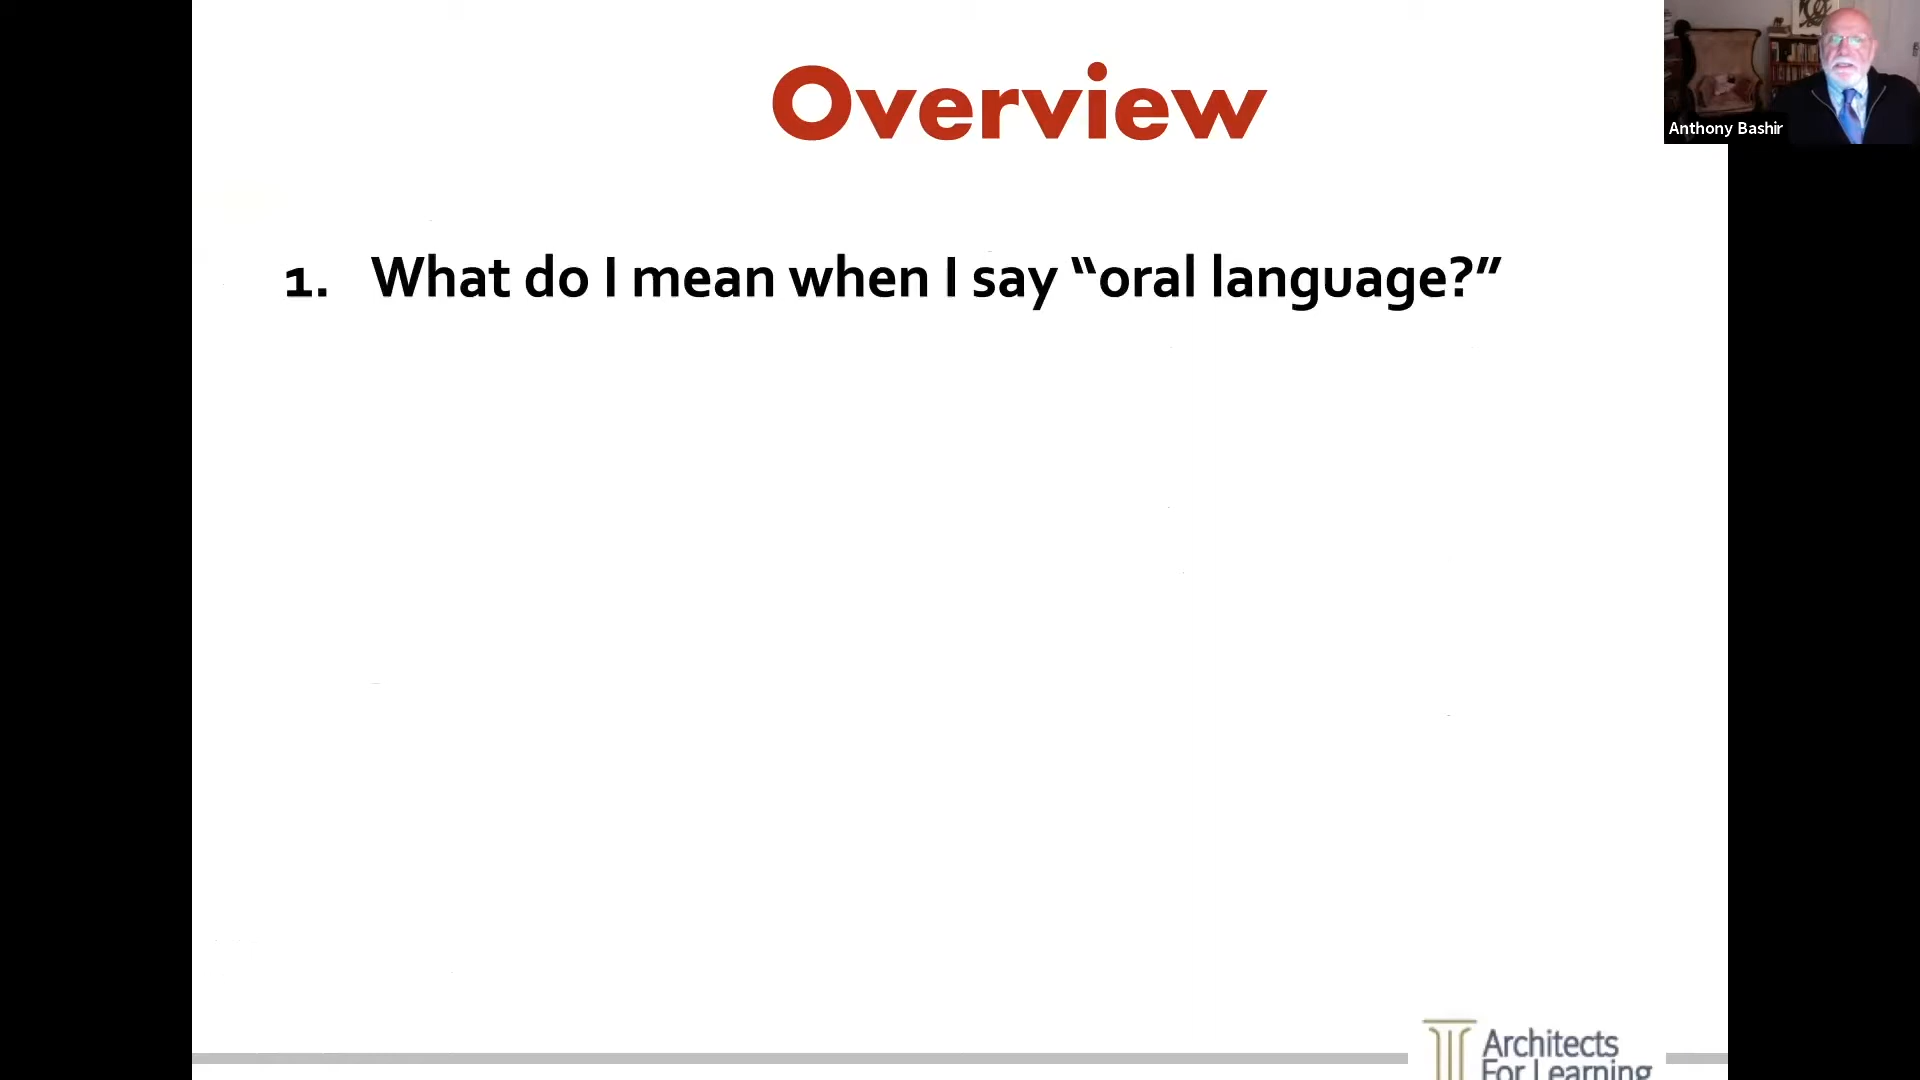 Overview
Anthony Bashir
1. What do I mean when I say “oral language?”
Architects
For Learning